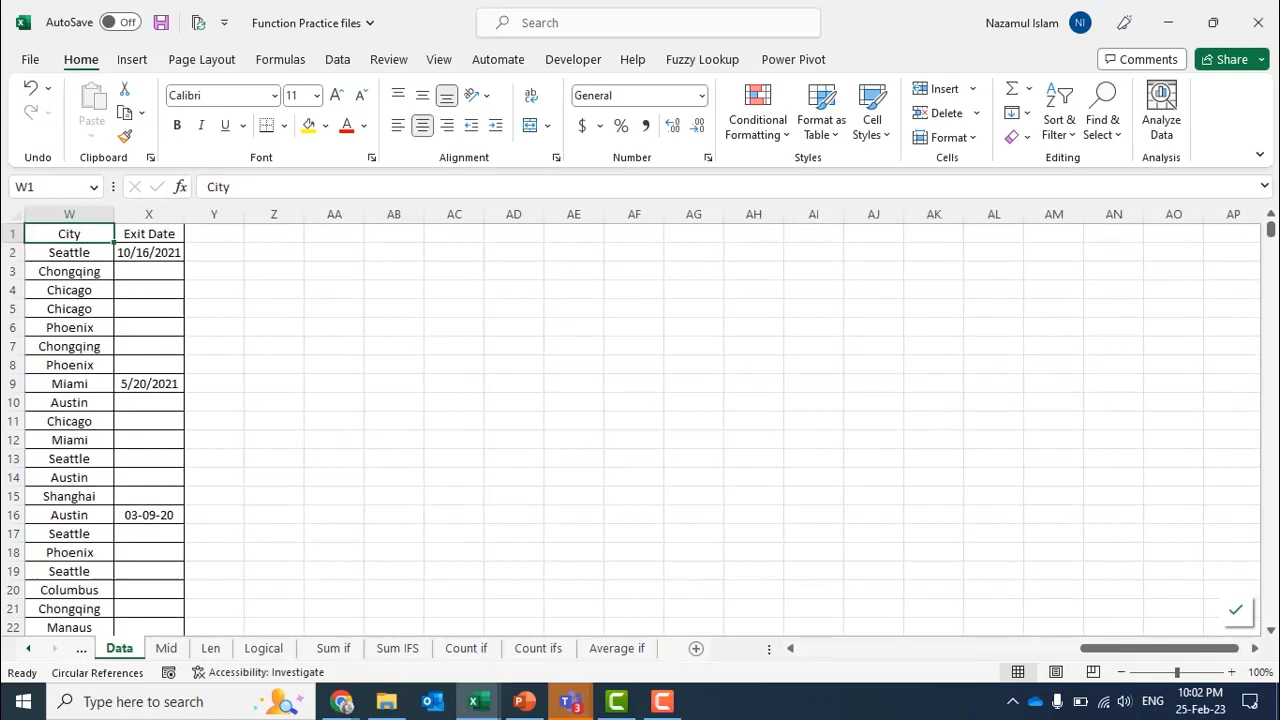 AutoSave Off Function Practice files Search Nazamul Islam NI
File Home Insert Page Layout Formulas Data Review View Automate Developer Help Fuzzy Lookup Power Pivot Comments Share
Calibri 11 General Insert Delete Format
Paste B I U A ab $ % Conditional Formatting Format as Table Cell Styles Sort & Filter Find & Select Analyze Data
Undo Clipboard Font Alignment Number Styles Cells Editing Analysis
W1 fx City
W X Y Z AA AB AC AD AE AF AG AH AI AJ AK AL AM AN AO AP
1 City Exit Date
2 Seattle 10/16/2021
3 Chongqing
4 Chicago
5 Chicago
6 Phoenix
7 Chongqing
8 Phoenix
9 Miami 5/20/2021
10 Austin
11 Chicago
12 Miami
13 Seattle
14 Austin
15 Shanghai
16 Austin 03-09-20
17 Seattle
18 Phoenix
19 Seattle
20 Columbus
21 Chongqing
22 Manaus
... Data Mid Len Logical Sum if Sum IFS Count if Count ifs Average if
Ready Circular References Accessibility: Investigate 100%
Type here to search ENG 10:02 PM
25-Feb-23